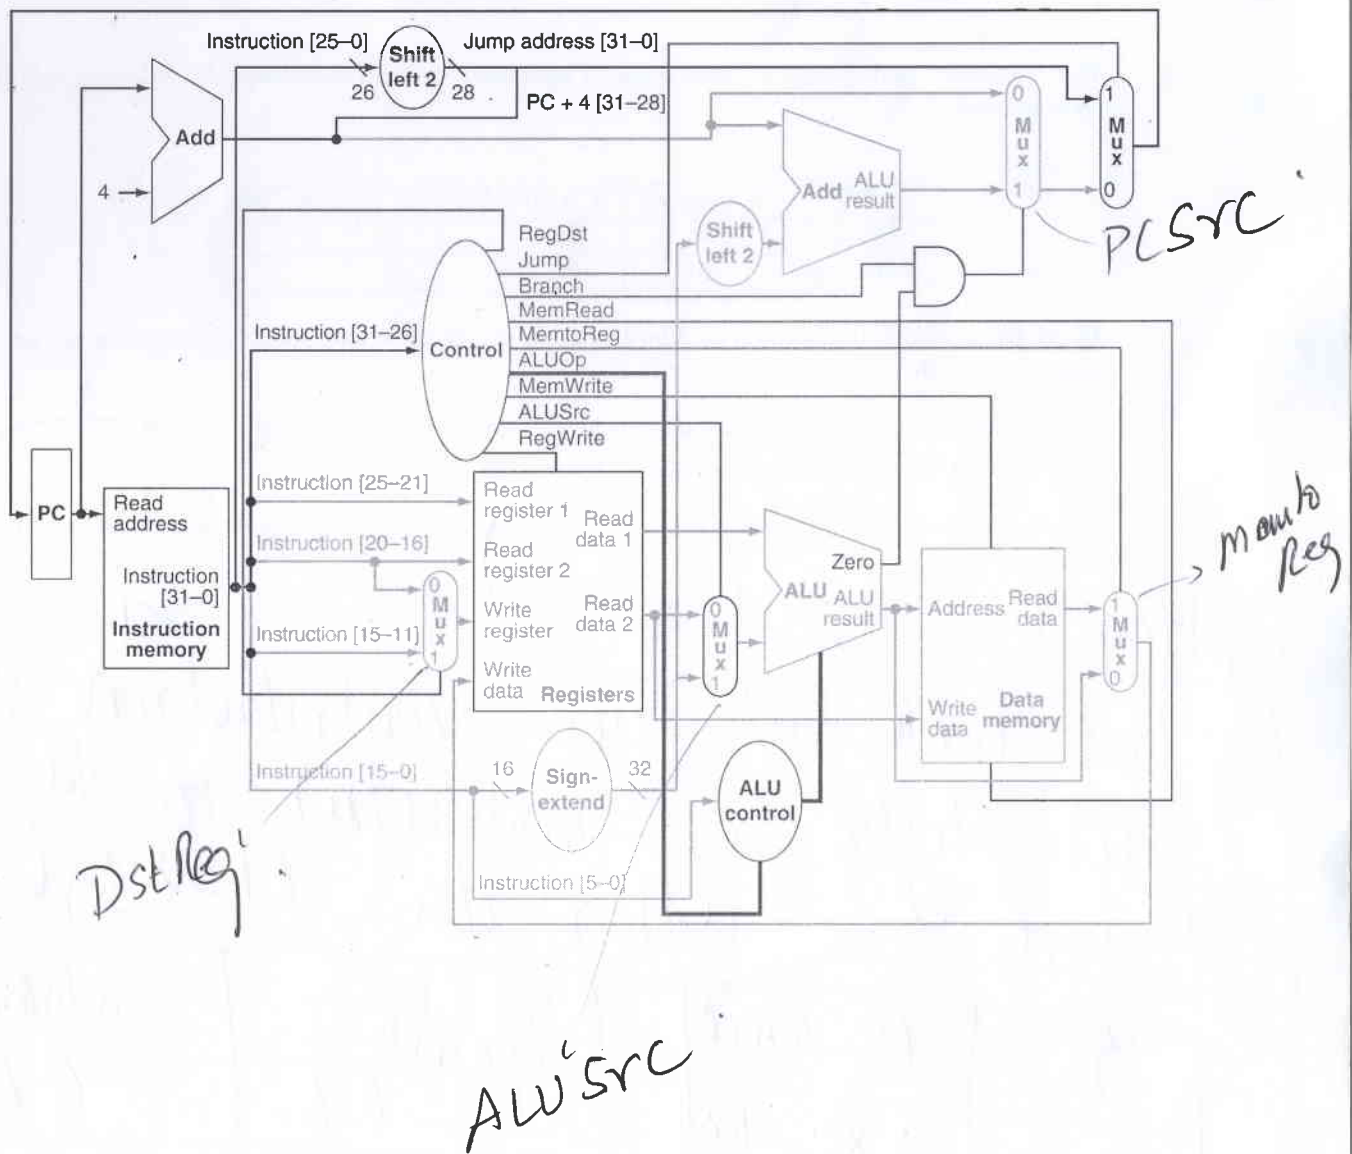 Instruction [25–0]
Shift
left 2
Jump address [31–0]
26
28
PC + 4 [31–28]
Add
4
0
M
u
x
1
1
M
u
x
0
Add
ALU
result
Shift
left 2
PCSrC
RegDst
Jump
Branch
MemRead
MemtoReg
ALUOp
MemWrite
ALUSrc
RegWrite
Instruction [31–26]
Control
PC
Read
address
Instruction
[31–0]
Instruction
memory
Instruction [25–21]
Instruction [20–16]
Instruction [15–11]
0
M
u
x
1
Read
register 1
Read
register 2
Write
register
Write
data
Read
data 1
Read
data 2
Registers
0
M
u
x
1
Zero
ALU
ALU
result
Address
Read
data
Write
data
Data
memory
1
M
u
x
0
Memto
Reg
Instruction [15–0]
16
Sign-
extend
32
ALU
control
Instruction [5–0]
DstReg
ALUSrC